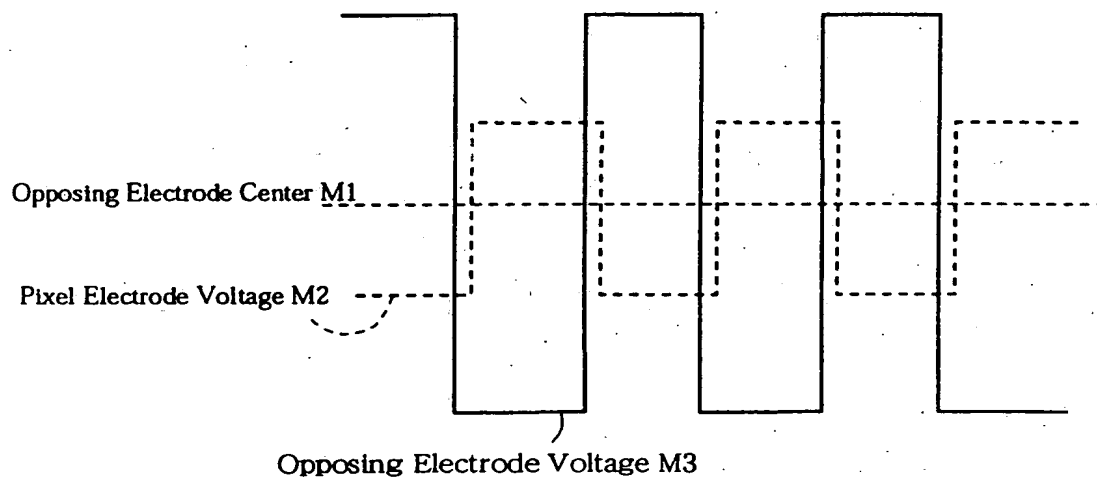 Opposing Electrode Center M1
Pixel Electrode Voltage M2
Opposing Electrode Voltage M3